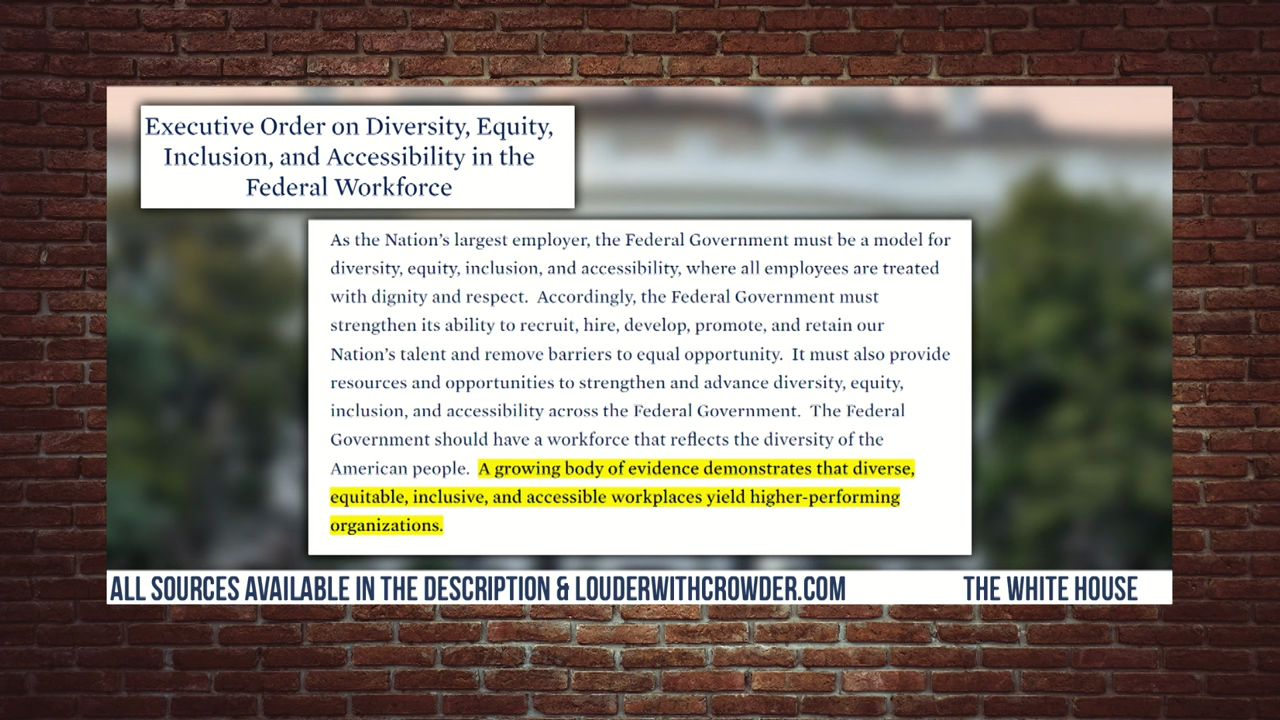 Executive Order on Diversity, Equity,
Inclusion, and Accessibility in the
Federal Workforce
As the Nation’s largest employer, the Federal Government must be a model for
diversity, equity, inclusion, and accessibility, where all employees are treated
with dignity and respect.  Accordingly, the Federal Government must
strengthen its ability to recruit, hire, develop, promote, and retain our
Nation’s talent and remove barriers to equal opportunity.  It must also provide
resources and opportunities to strengthen and advance diversity, equity,
inclusion, and accessibility across the Federal Government.  The Federal
Government should have a workforce that reflects the diversity of the
American people.  A growing body of evidence demonstrates that diverse,
equitable, inclusive, and accessible workplaces yield higher-performing
organizations.
ALL SOURCES AVAILABLE IN THE DESCRIPTION & LOUDERWITHCROWDER.COM
THE WHITE HOUSE